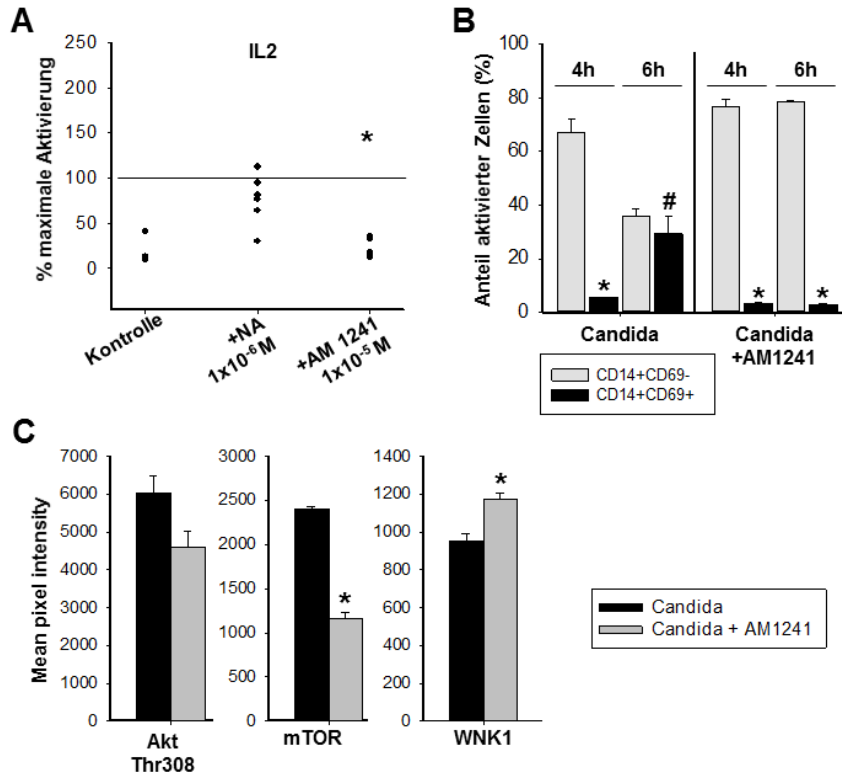 A
IL2
% maximale Aktivierung
250
200
150
100
50
0
*
Kontrolle
+NA
1x10-6 M
+AM 1241
1x10-5 M
B
Anteil aktivierter Zellen (%)
100
80
60
40
20
0
4h 6h 4h 6h
* # * *
Candida
Candida
+AM1241
CD14+CD69-
CD14+CD69+
C
Mean pixel intensity
7000
6000
5000
4000
3000
2000
1000
0
Akt
Thr308
3000
2500
2000
1500
1000
500
0
*
mTOR
1400
1200
1000
800
600
400
200
0
*
WNK1
Candida
Candida + AM1241